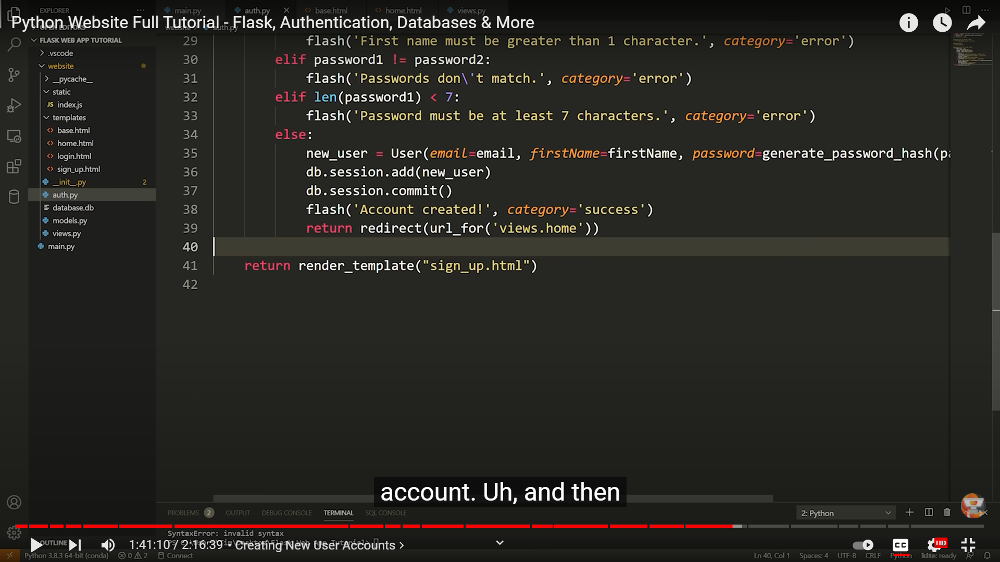 EXPLORER
main.py
auth.py
base.html
home.html
views.py
Python Website Full Tutorial - Flask, Authentication, Databases & More
OPEN EDITORS
website > auth.py
FLASK WEB APP TUTORIAL
.vscode
website
__pycache__
static
JS index.js
templates
<> base.html
<> home.html
<> login.html
<> sign_up.html
__init__.py 2
auth.py
database.db
models.py
views.py
main.py
29 flash('First name must be greater than 1 character.', category='error')
30 elif password1 != password2:
31 flash('Passwords don\'t match.', category='error')
32 elif len(password1) < 7:
33 flash('Password must be at least 7 characters.', category='error')
34 else:
35 new_user = User(email=email, firstName=firstName, password=generate_password_hash(pa
36 db.session.add(new_user)
37 db.session.commit()
38 flash('Account created!', category='success')
39 return redirect(url_for('views.home'))
40
41 return render_template("sign_up.html")
42
account. Uh, and then
PROBLEMS 2
OUTPUT
DEBUG CONSOLE
TERMINAL
SQL CONSOLE
2: Python
SyntaxError: invalid syntax
OUTLINE
1:41:10 / 2:16:39 • Creating New User Accounts >
CC
HD
Python 3.8.3 64-bit (conda)
0
2
Connect
Ln 40, Col 1
Spaces: 4
UTF-8
CRLF
Python